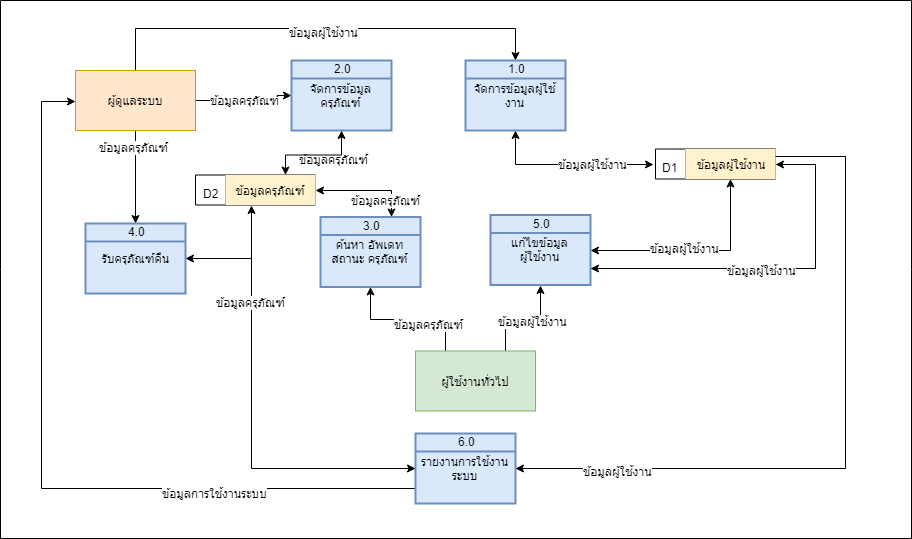 ข้อมูลผู้ใช้งาน
ผู้ดูแลระบบ
ข้อมูลครุภัณฑ์
2.0
จัดการข้อมูล
ครุภัณฑ์
1.0
จัดการข้อมูลผู้ใช้
งาน
ข้อมูลครุภัณฑ์
ข้อมูลครุภัณฑ์
ข้อมูลผู้ใช้งาน
D1
ข้อมูลผู้ใช้งาน
D2
ข้อมูลครุภัณฑ์
ข้อมูลครุภัณฑ์
4.0
รับครุภัณฑ์คืน
3.0
ค้นหา อัพเดท
สถานะ ครุภัณฑ์
5.0
แก้ไขข้อมูล
ผู้ใช้งาน
ข้อมูลผู้ใช้งาน
ข้อมูลผู้ใช้งาน
ข้อมูลครุภัณฑ์
ข้อมูลครุภัณฑ์
ข้อมูลผู้ใช้งาน
ผู้ใช้งานทั่วไป
6.0
รายงานการใช้งาน
ระบบ
ข้อมูลผู้ใช้งาน
ข้อมูลการใช้งานระบบ